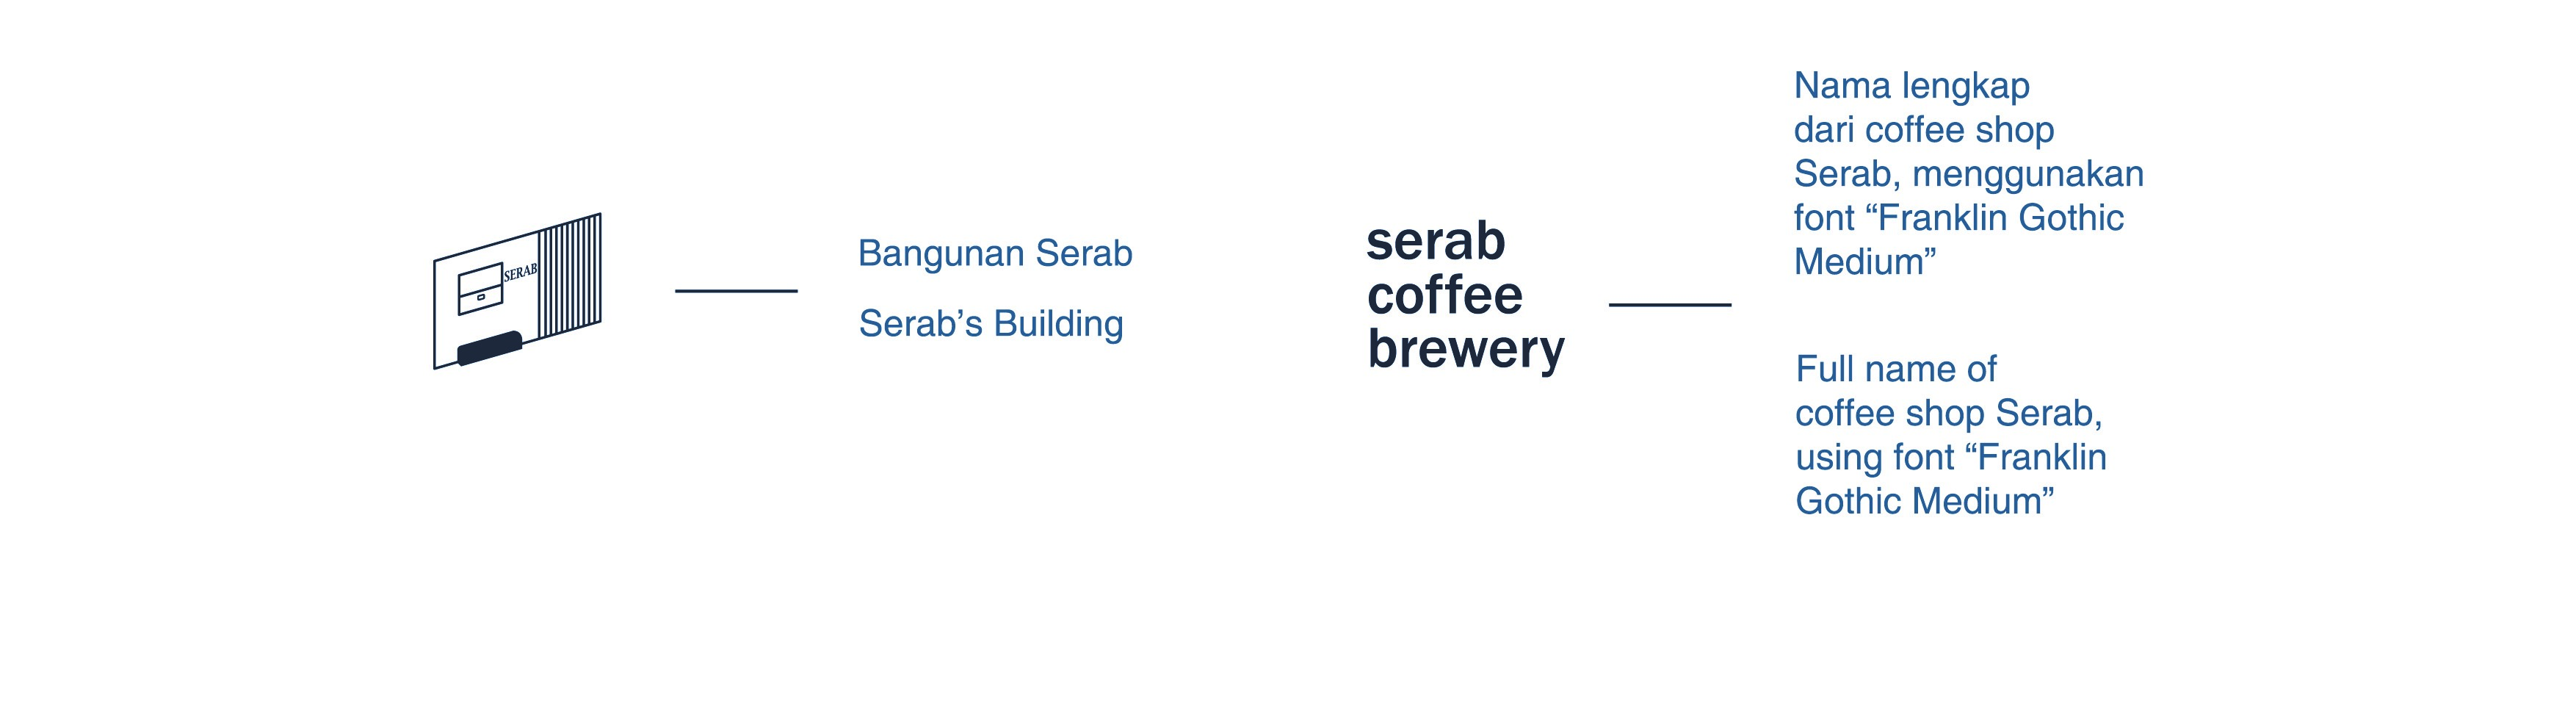 SERAB
Bangunan Serab
Serab’s Building
serab
coffee
brewery
Nama lengkap
dari coffee shop
Serab, menggunakan
font “Franklin Gothic
Medium”
Full name of
coffee shop Serab,
using font “Franklin
Gothic Medium”